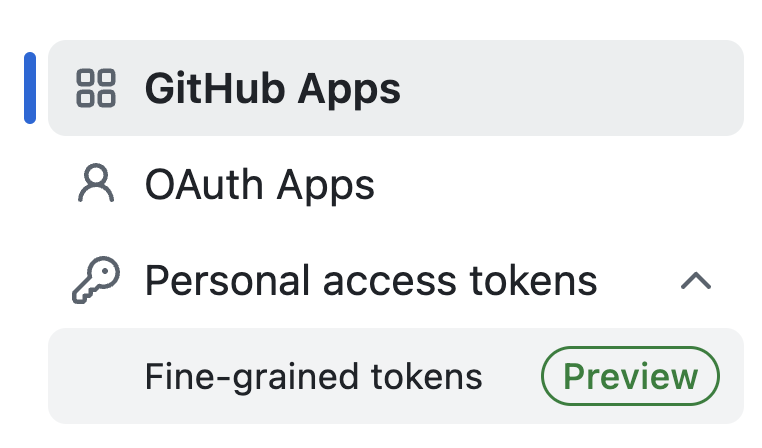 GitHub Apps
OAuth Apps
Personal access tokens
Fine-grained tokens Preview